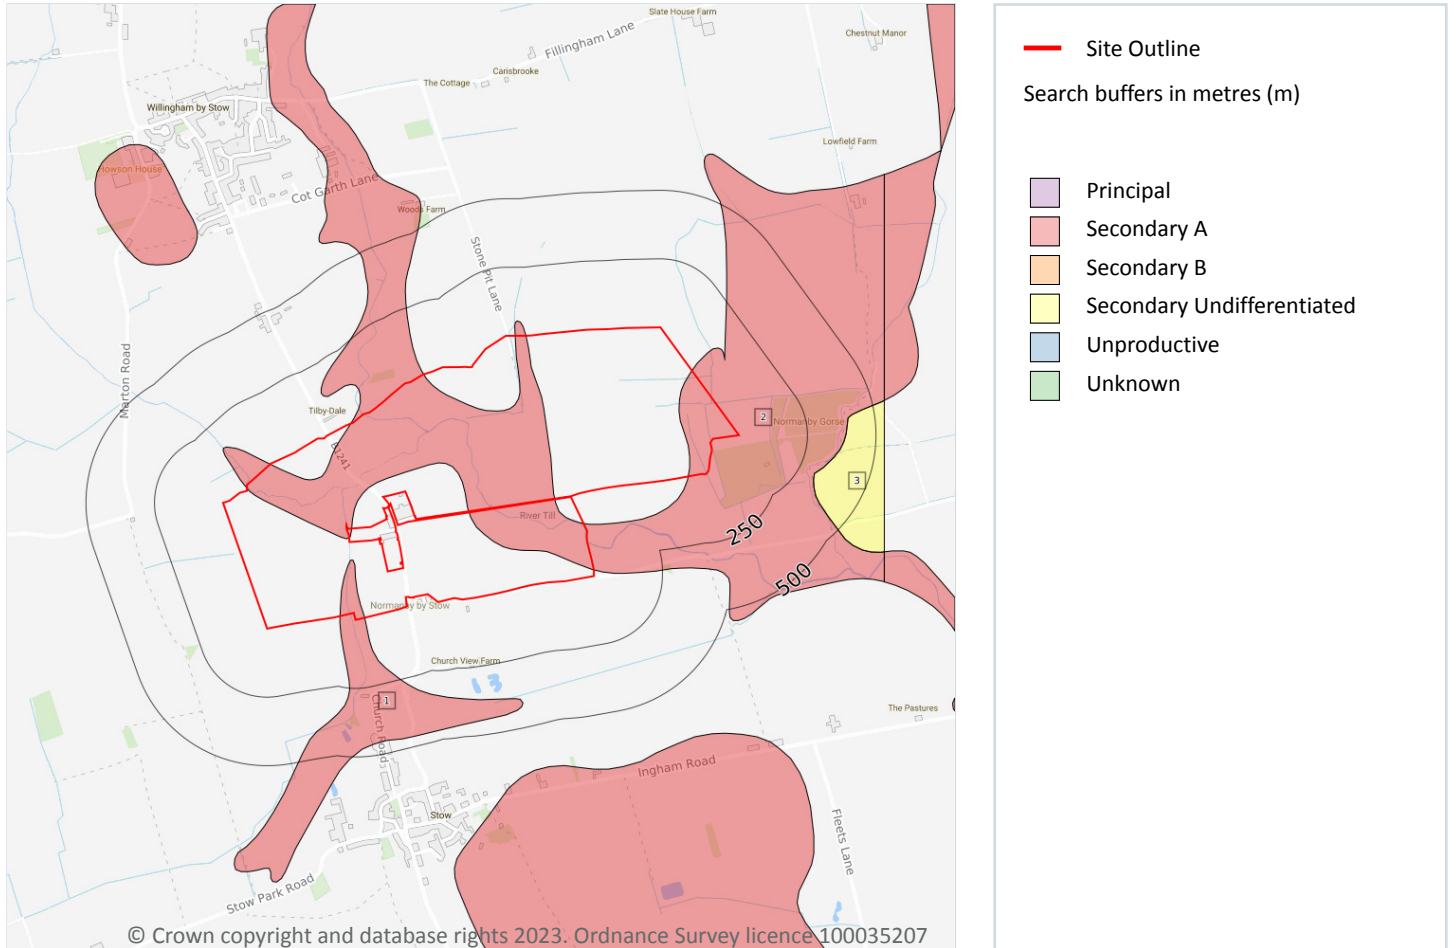 Slate House Farm
Fillingham Lane
Chestnut Manor
Carisbrooke
The Cottage
Willingham by Stow
Lowfield Farm
Howson House
Cot Garth Lane
Woods Farm
Stone Pit Lane
Marton Road
Tilby Dale
B1241
2
Normanby Gorse
3
River Till
250
500
Normanby by Stow
Church View Farm
1
Church Road
The Pastures
Ingham Road
Stow
Fleets Lane
Stow Park Road
© Crown copyright and database rights 2023. Ordnance Survey licence 100035207
Site Outline
Search buffers in metres (m)
Principal
Secondary A
Secondary B
Secondary Undifferentiated
Unproductive
Unknown